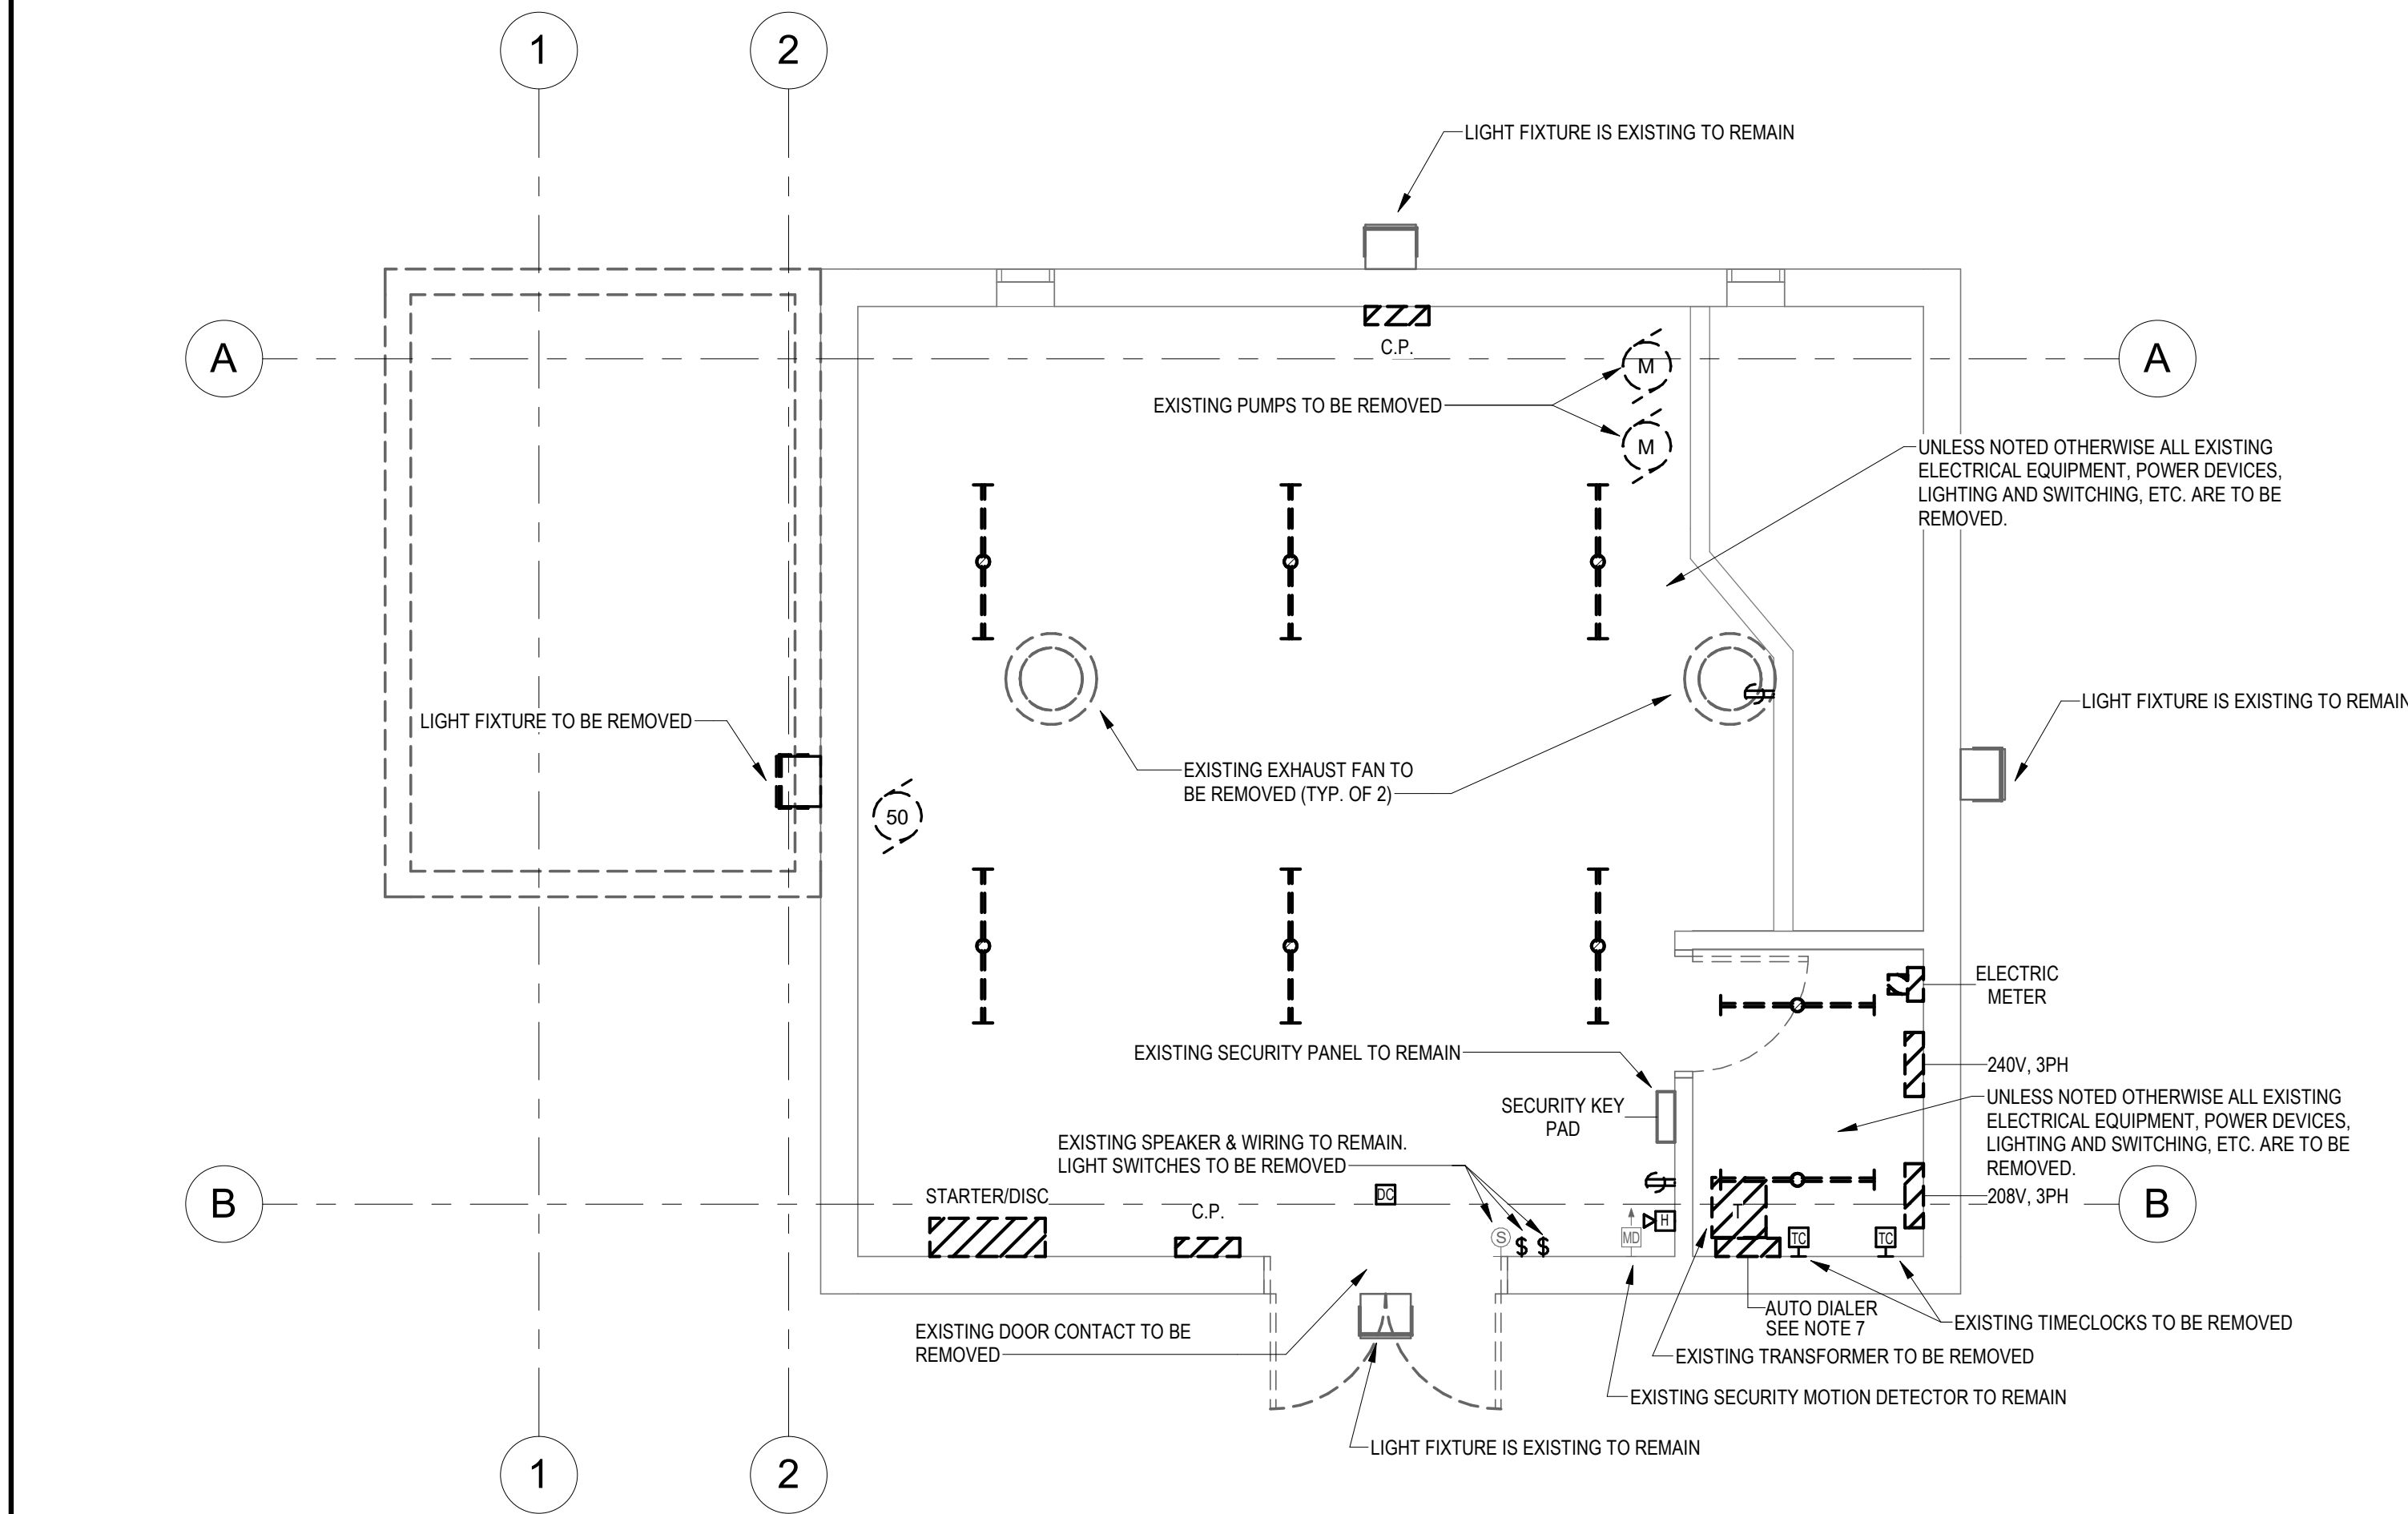 1
2
LIGHT FIXTURE IS EXISTING TO REMAIN
A
A
C.P.
M
EXISTING PUMPS TO BE REMOVED
M
UNLESS NOTED OTHERWISE ALL EXISTING
ELECTRICAL EQUIPMENT, POWER DEVICES,
LIGHTING AND SWITCHING, ETC. ARE TO BE
REMOVED.
LIGHT FIXTURE TO BE REMOVED
LIGHT FIXTURE IS EXISTING TO REMAIN
EXISTING EXHAUST FAN TO
BE REMOVED (TYP. OF 2)
50
ELECTRIC
METER
EXISTING SECURITY PANEL TO REMAIN
240V, 3PH
SECURITY KEY
PAD
UNLESS NOTED OTHERWISE ALL EXISTING
ELECTRICAL EQUIPMENT, POWER DEVICES,
LIGHTING AND SWITCHING, ETC. ARE TO BE
REMOVED.
EXISTING SPEAKER & WIRING TO REMAIN.
LIGHT SWITCHES TO BE REMOVED
B
STARTER/DISC
C.P.
DC
S
$ $
MD
H
T
TC
TC
208V, 3PH
B
AUTO DIALER
SEE NOTE 7
EXISTING TIMECLOCKS TO BE REMOVED
EXISTING DOOR CONTACT TO BE
REMOVED
EXISTING TRANSFORMER TO BE REMOVED
EXISTING SECURITY MOTION DETECTOR TO REMAIN
LIGHT FIXTURE IS EXISTING TO REMAIN
1
2